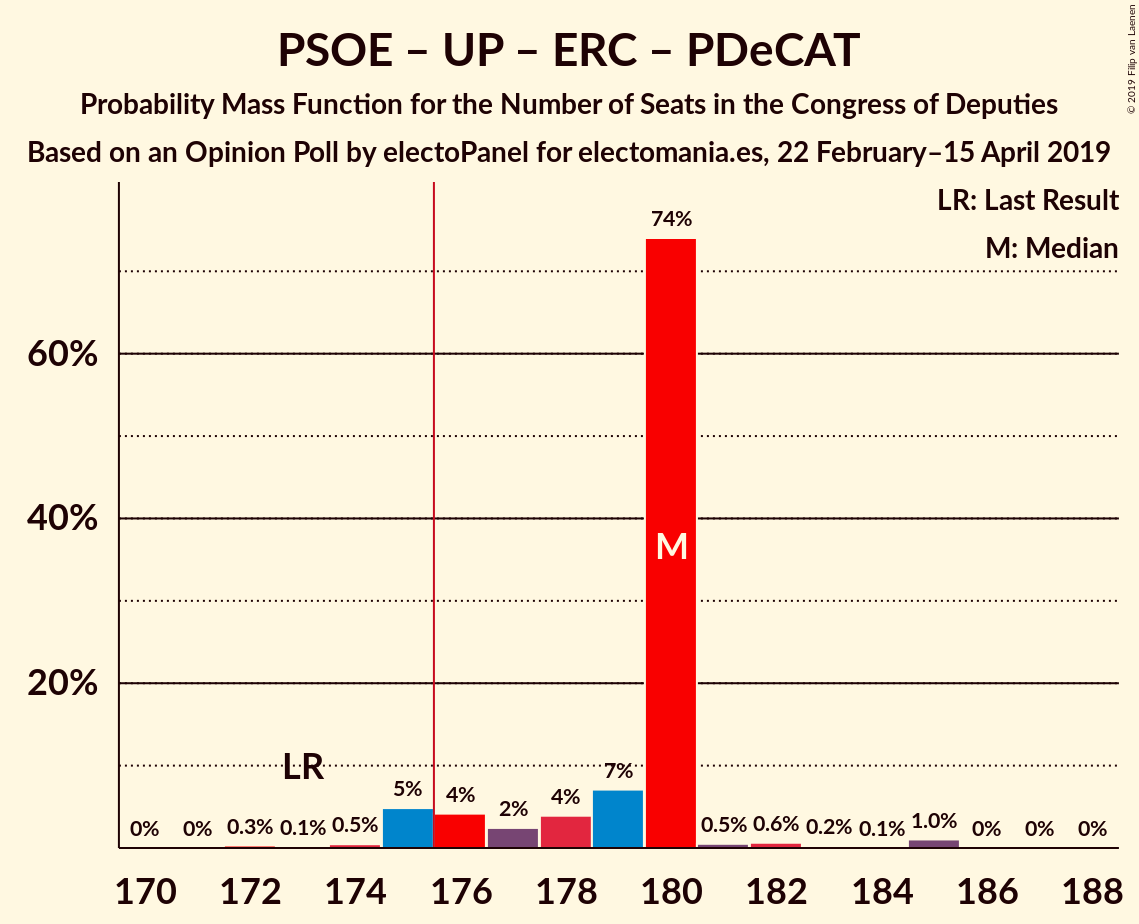 PSOE – UP – ERC – PDeCAT
Probability Mass Function for the Number of Seats in the Congress of Deputies
Based on an Opinion Poll by electoPanel for electomania.es, 22 February–15 April 2019
© 2019 Filip van Laenen
LR: Last Result
M: Median
74%
60%
40%
M
20%
LR
0% 0% 0.3% 0.1% 0.5% 5% 4% 2% 4% 7% 0.5% 0.6% 0.2% 0.1% 1.0% 0% 0% 0%
170 172 174 176 178 180 182 184 186 188